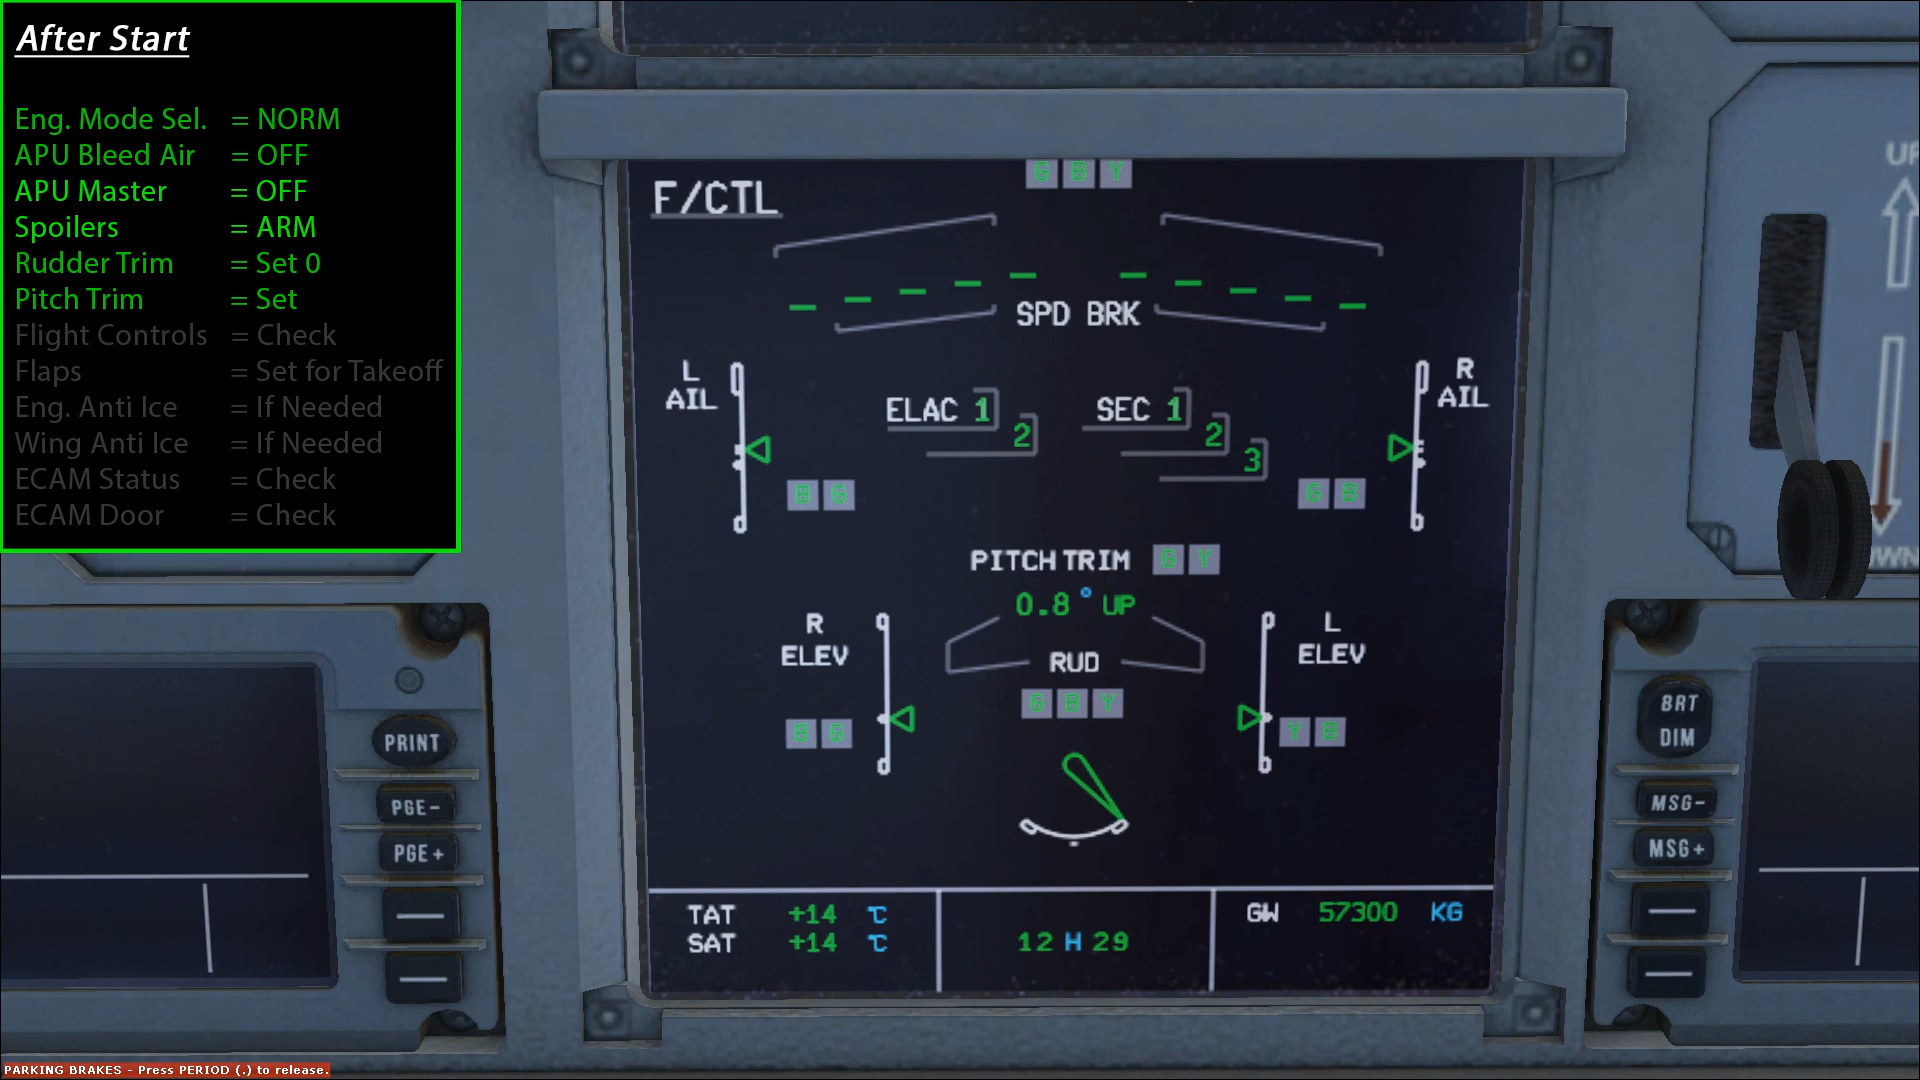 After Start
Eng. Mode Sel. = NORM
APU Bleed Air = OFF
APU Master = OFF
Spoilers = ARM
Rudder Trim = Set 0
Pitch Trim = Set
Flight Controls = Check
Flaps = Set for Takeoff
Eng. Anti Ice = If Needed
Wing Anti Ice = If Needed
ECAM Status = Check
ECAM Door = Check
G B Y
F/CTL
SPD BRK
L AIL
R AIL
ELAC 1 2
SEC 1 2 3
B G
G B
PITCH TRIM G Y
0.8 ° UP
R ELEV
RUD
L ELEV
G B Y
B G
Y B
TAT +14 °C
SAT +14 °C
12 H 29
GW 57300 KG
PRINT
PGE-
PGE+
BRT
DIM
MSG-
MSG+
PARKING BRAKES - Press PERIOD (.) to release.